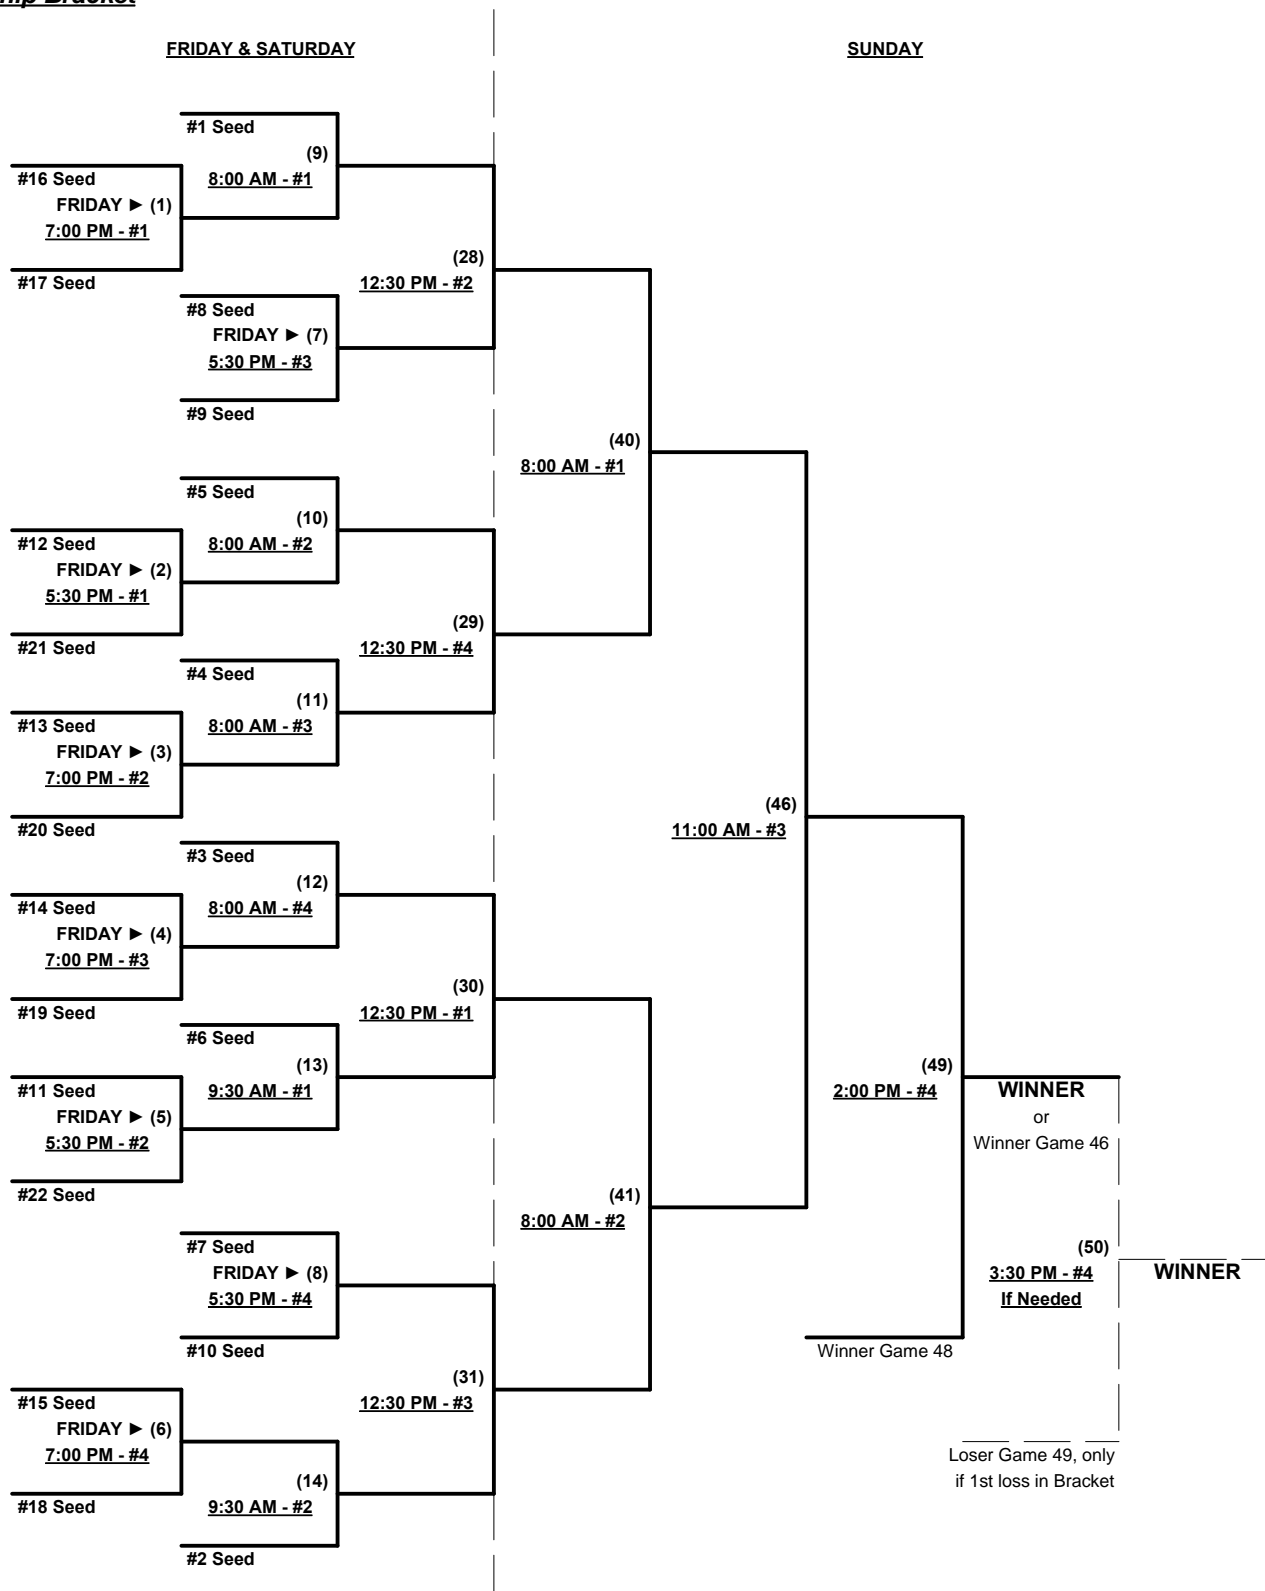 Bracket
FRIDAY & SATURDAY
SUNDAY
#1 Seed
(9)
8:00 AM - #1
#16 Seed
FRIDAY ► (1)
7:00 PM - #1
#17 Seed
(28)
12:30 PM - #2
#8 Seed
FRIDAY ► (7)
5:30 PM - #3
#9 Seed
(40)
8:00 AM - #1
#5 Seed
(10)
8:00 AM - #2
#12 Seed
FRIDAY ► (2)
5:30 PM - #1
#21 Seed
(29)
12:30 PM - #4
#4 Seed
(11)
8:00 AM - #3
#13 Seed
FRIDAY ► (3)
7:00 PM - #2
#20 Seed
(46)
11:00 AM - #3
#3 Seed
(12)
8:00 AM - #4
#14 Seed
FRIDAY ► (4)
7:00 PM - #3
#19 Seed
(30)
12:30 PM - #1
#6 Seed
(13)
9:30 AM - #1
#11 Seed
FRIDAY ► (5)
5:30 PM - #2
#22 Seed
(49)
2:00 PM - #4
WINNER
or
Winner Game 46
(41)
8:00 AM - #2
#7 Seed
FRIDAY ► (8)
5:30 PM - #4
#10 Seed
(50)
3:30 PM - #4
If Needed
WINNER
Winner Game 48
(31)
12:30 PM - #3
#15 Seed
FRIDAY ► (6)
7:00 PM - #4
#18 Seed
(14)
9:30 AM - #2
#2 Seed
Loser Game 49, only
if 1st loss in Bracket